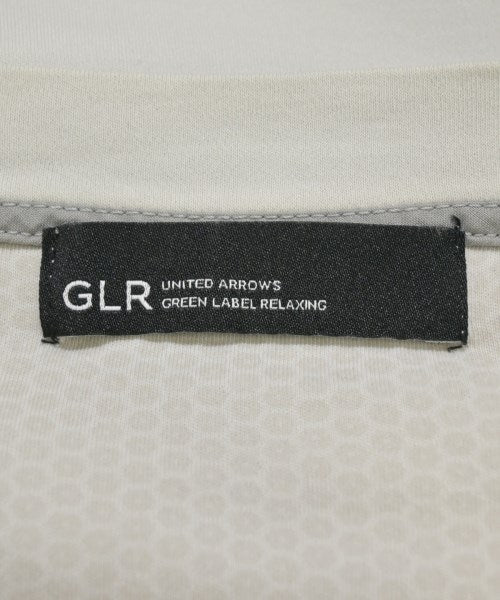 GLR
UNITED ARROWS
GREEN LABEL RELAXING